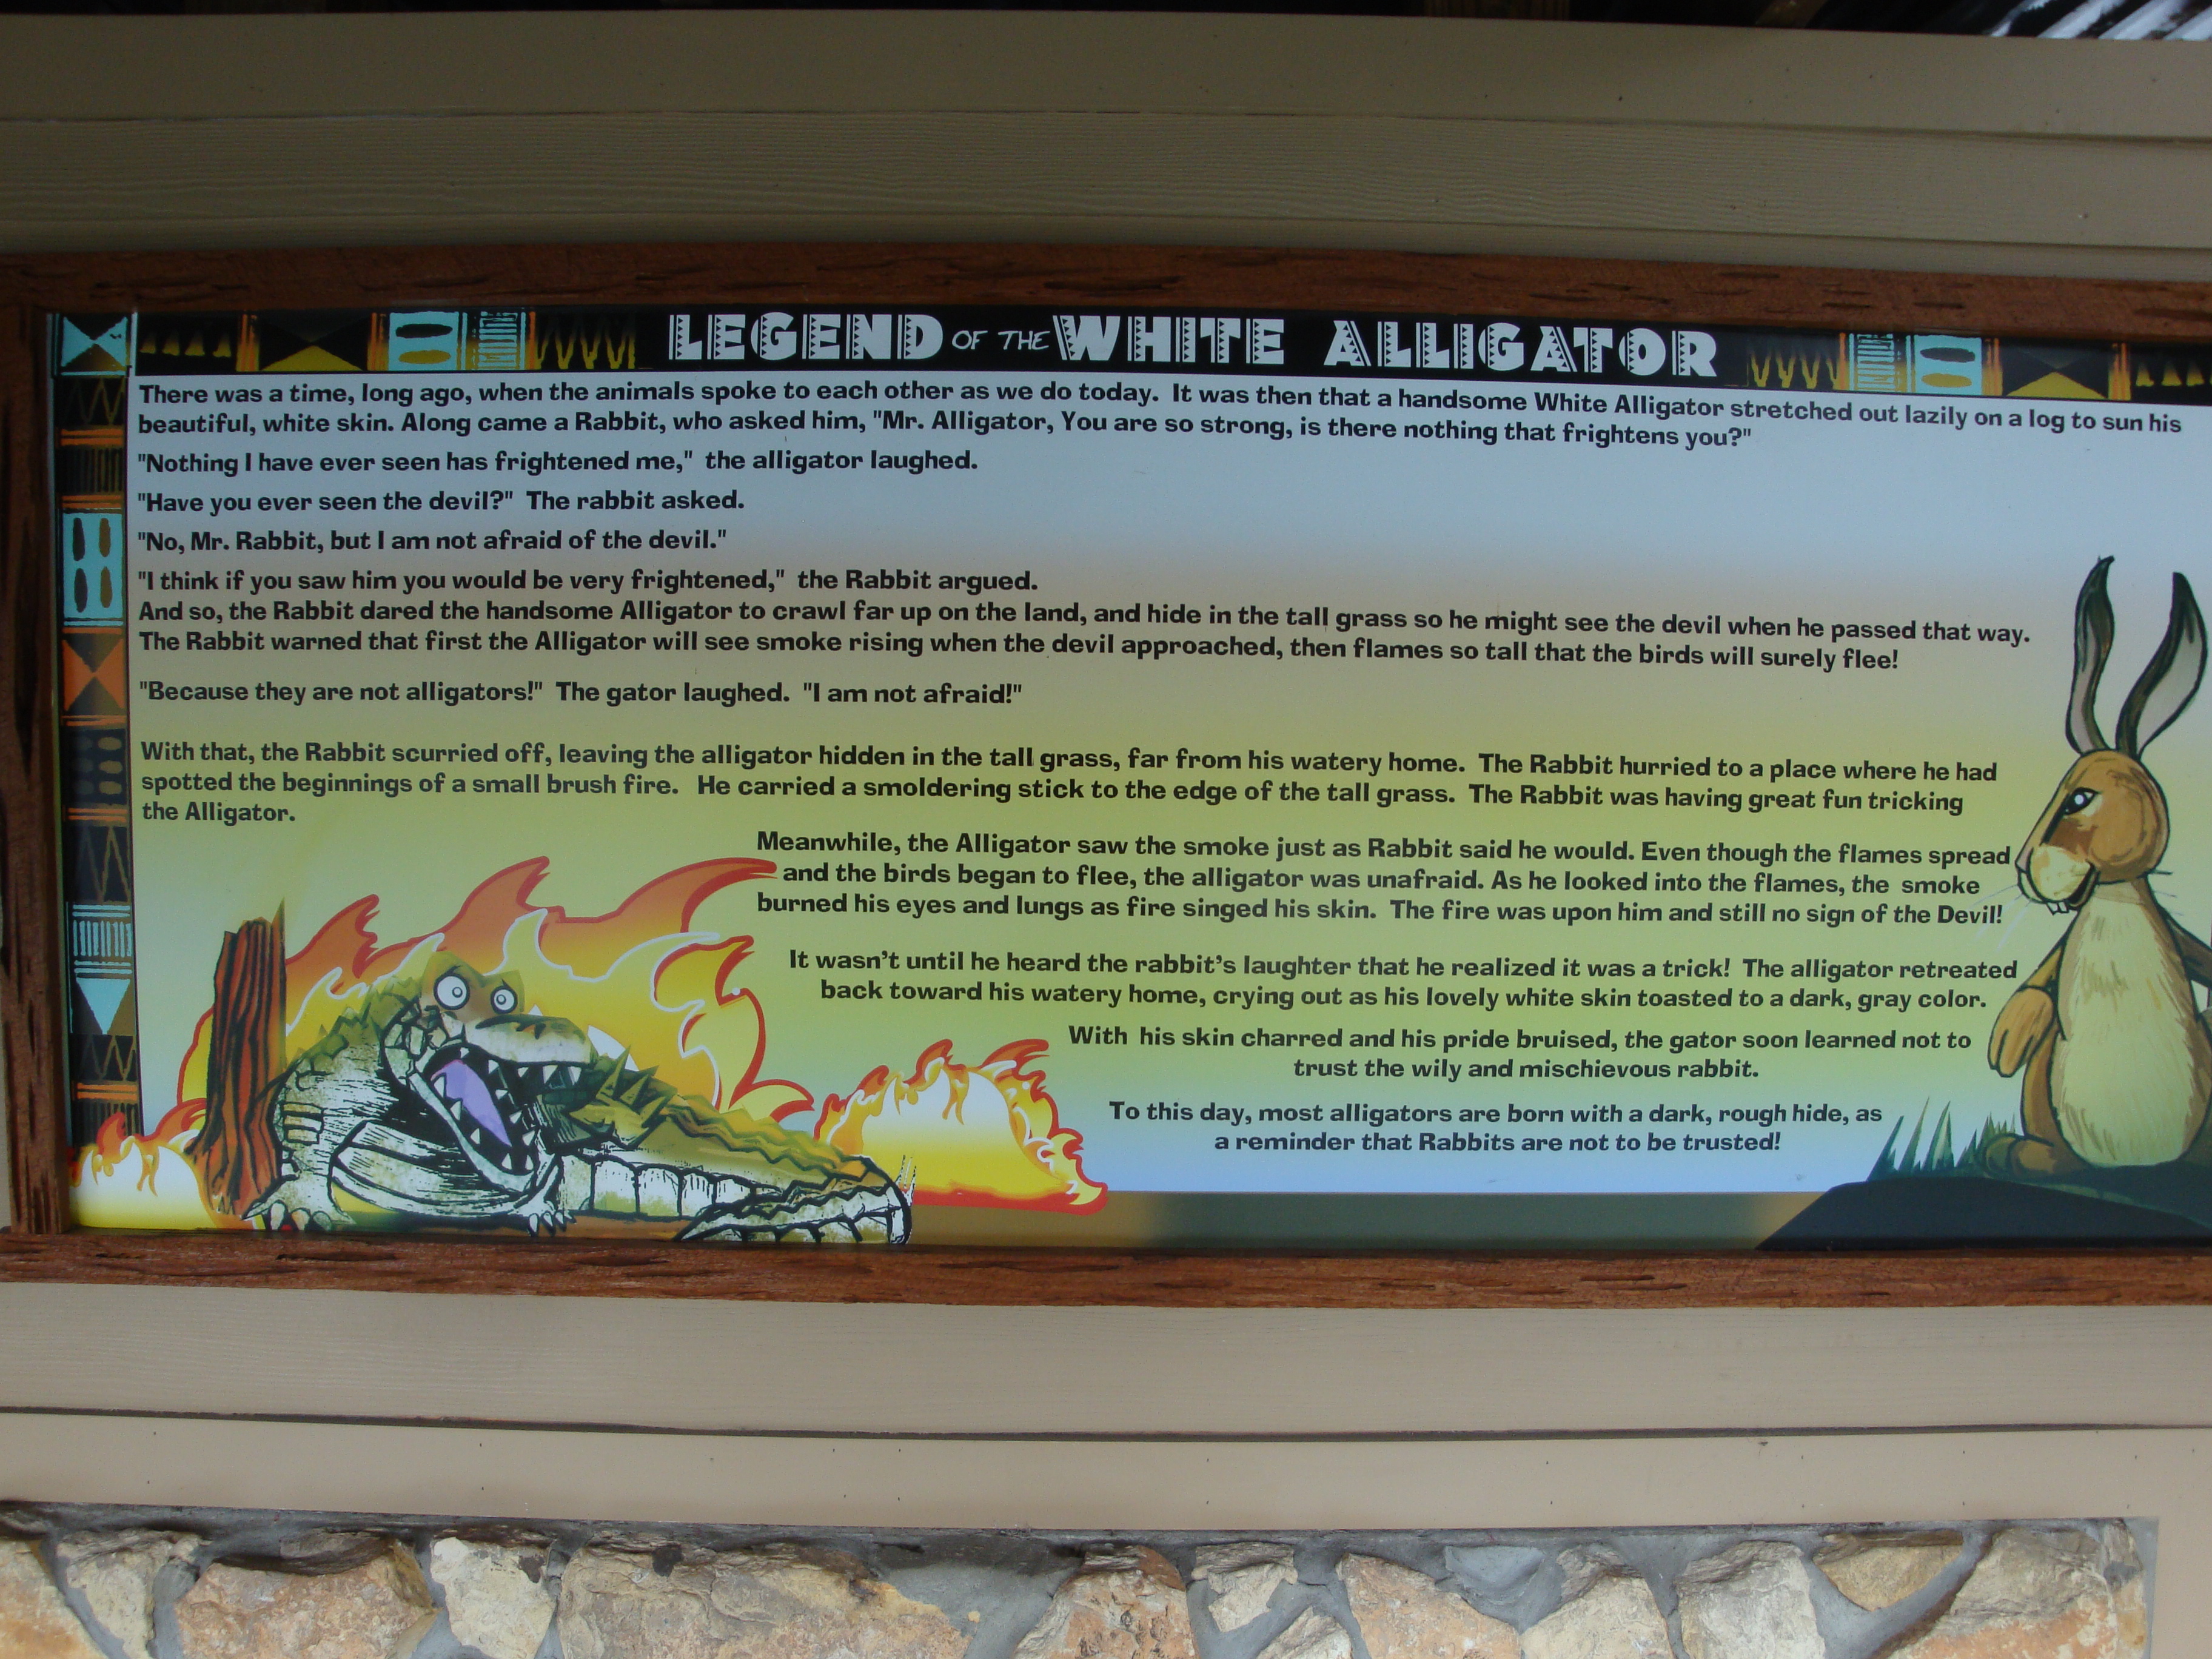 LEGEND OF THE WHITE ALLIGATOR
There was a time, long ago, when the animals spoke to each other as we do today. It was then that a handsome White Alligator stretched out lazily on a log to sun his
beautiful, white skin. Along came a Rabbit, who asked him, "Mr. Alligator, You are so strong, is there nothing that frightens you?"
"Nothing I have ever seen has frightened me," the alligator laughed.
"Have you ever seen the devil?" The rabbit asked.
"No, Mr. Rabbit, but I am not afraid of the devil."
"I think if you saw him you would be very frightened," the Rabbit argued.
And so, the Rabbit dared the handsome Alligator to crawl far up on the land, and hide in the tall grass so he might see the devil when he passed that way.
The Rabbit warned that first the Alligator will see smoke rising when the devil approached, then flames so tall that the birds will surely flee!
"Because they are not alligators!" The gator laughed. "I am not afraid!"
With that, the Rabbit scurried off, leaving the alligator hidden in the tall grass, far from his watery home. The Rabbit hurried to a place where he had
spotted the beginnings of a small brush fire. He carried a smoldering stick to the edge of the tall grass. The Rabbit was having great fun tricking
the Alligator.
Meanwhile, the Alligator saw the smoke just as Rabbit said he would. Even though the flames spread
and the birds began to flee, the alligator was unafraid. As he looked into the flames, the smoke
burned his eyes and lungs as fire singed his skin. The fire was upon him and still no sign of the Devil!
It wasn't until he heard the rabbit's laughter that he realized it was a trick! The alligator retreated
back toward his watery home, crying out as his lovely white skin toasted to a dark, gray color.
With his skin charred and his pride bruised, the gator soon learned not to
trust the wily and mischievous rabbit.
To this day, most alligators are born with a dark, rough hide, as
a reminder that Rabbits are not to be trusted!